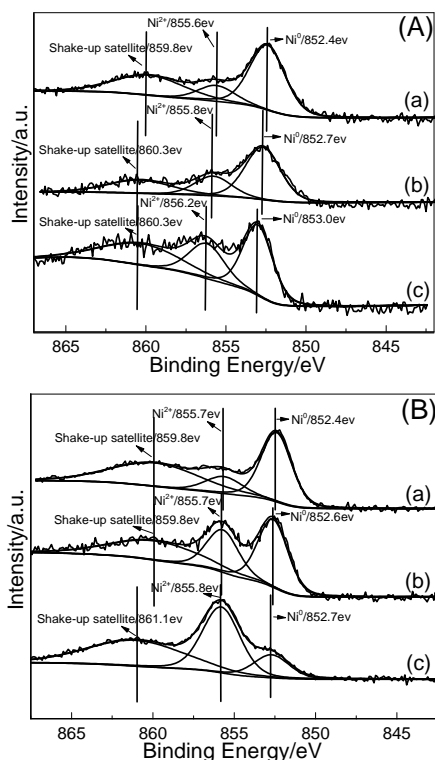 (A)
Ni²⁺/855.6ev
Ni⁰/852.4ev
Shake-up satellite/859.8ev
(a)
Ni²⁺/855.8ev
Ni⁰/852.7ev
Shake-up satellite/860.3ev
(b)
Ni²⁺/856.2ev
Shake-up satellite/860.3ev
Ni⁰/853.0ev
(c)
Intensity/a.u.
865 860 855 850 845
Binding Energy/eV
(B)
Ni²⁺/855.7ev
Ni⁰/852.4ev
Shake-up satellite/859.8ev
(a)
Ni²⁺/855.7ev
Ni⁰/852.6ev
Shake-up satellite/859.8ev
(b)
Ni²⁺/855.8ev
Ni⁰/852.7ev
Shake-up satellite/861.1ev
(c)
Intensity/a.u.
865 860 855 850 845
Binding Energy/eV